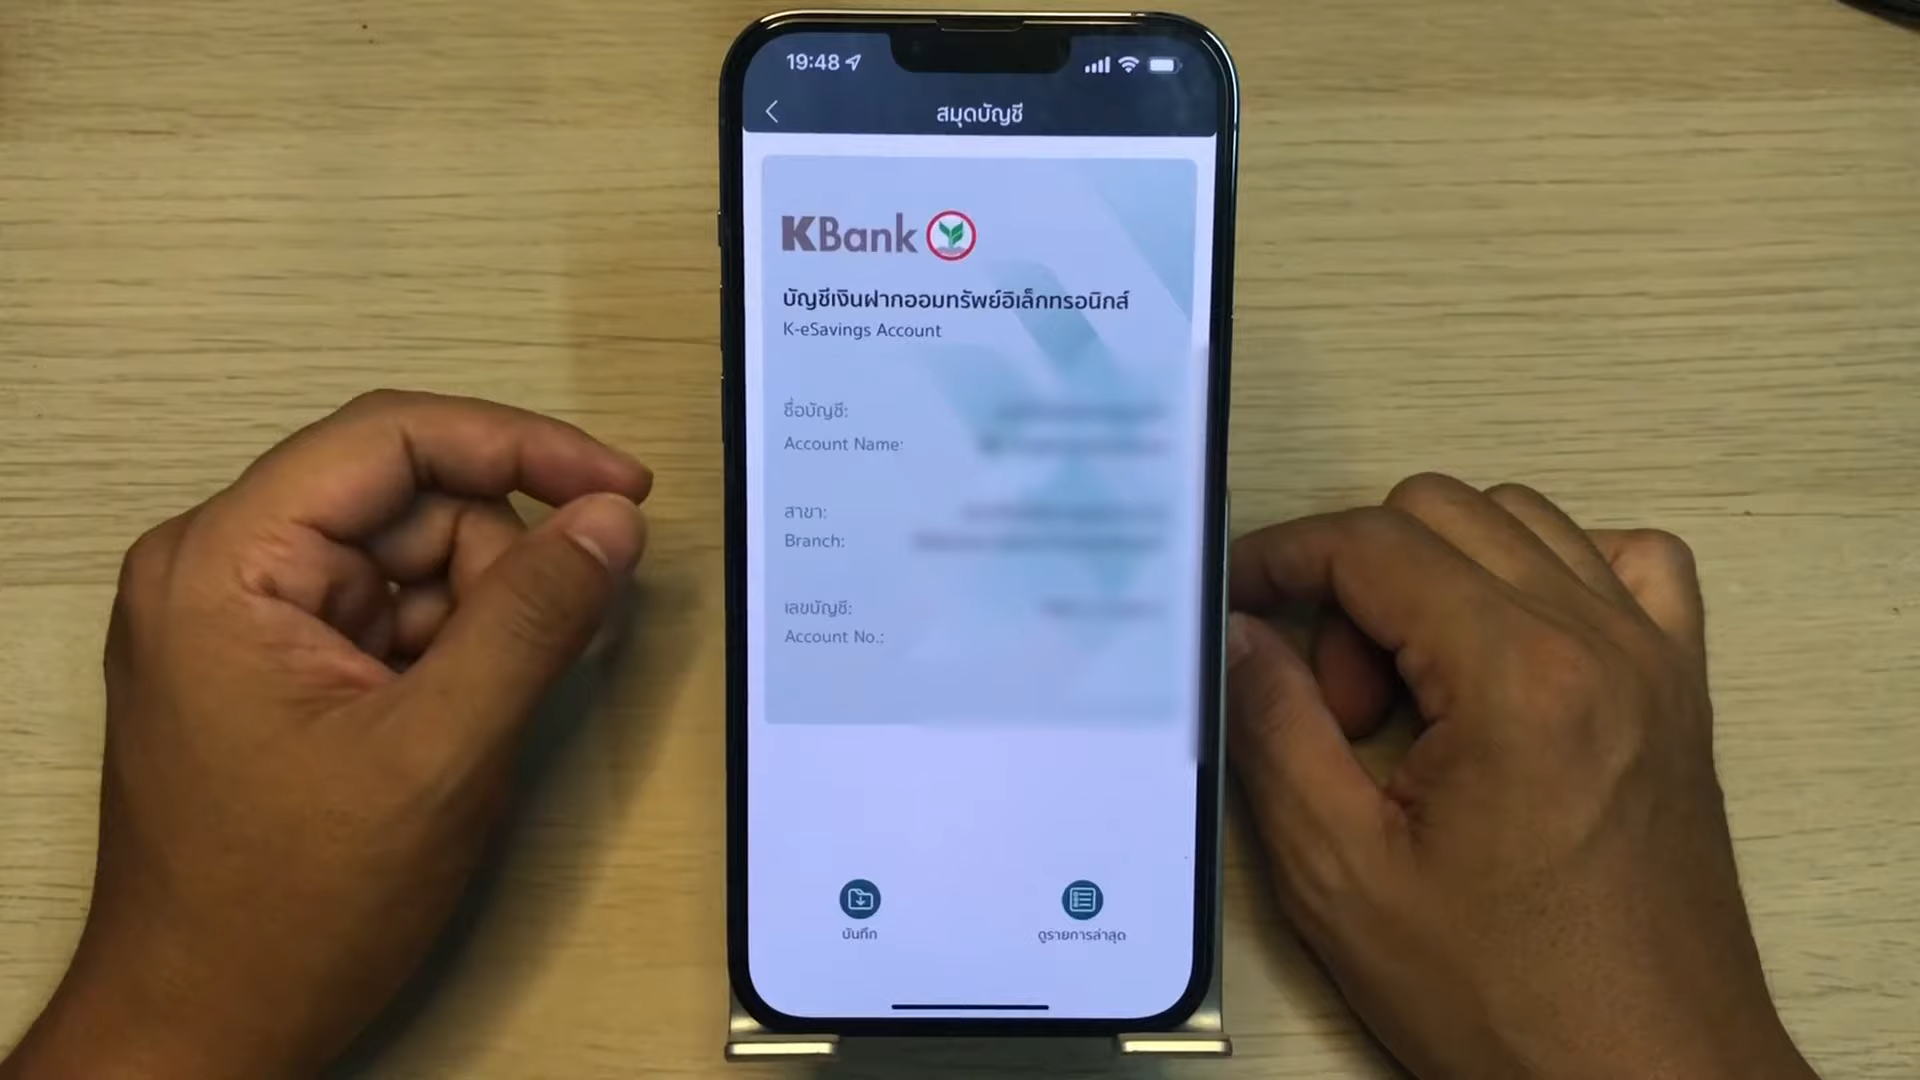 19:48
สมุดบัญชี
KBank
บัญชีเงินฝากออมทรัพย์อิเล็กทรอนิกส์
K-eSavings Account
ชื่อบัญชี:
Account Name:
สาขา:
Branch:
เลขบัญชี:
Account No.:
บันทึก
ดูรายการล่าสุด